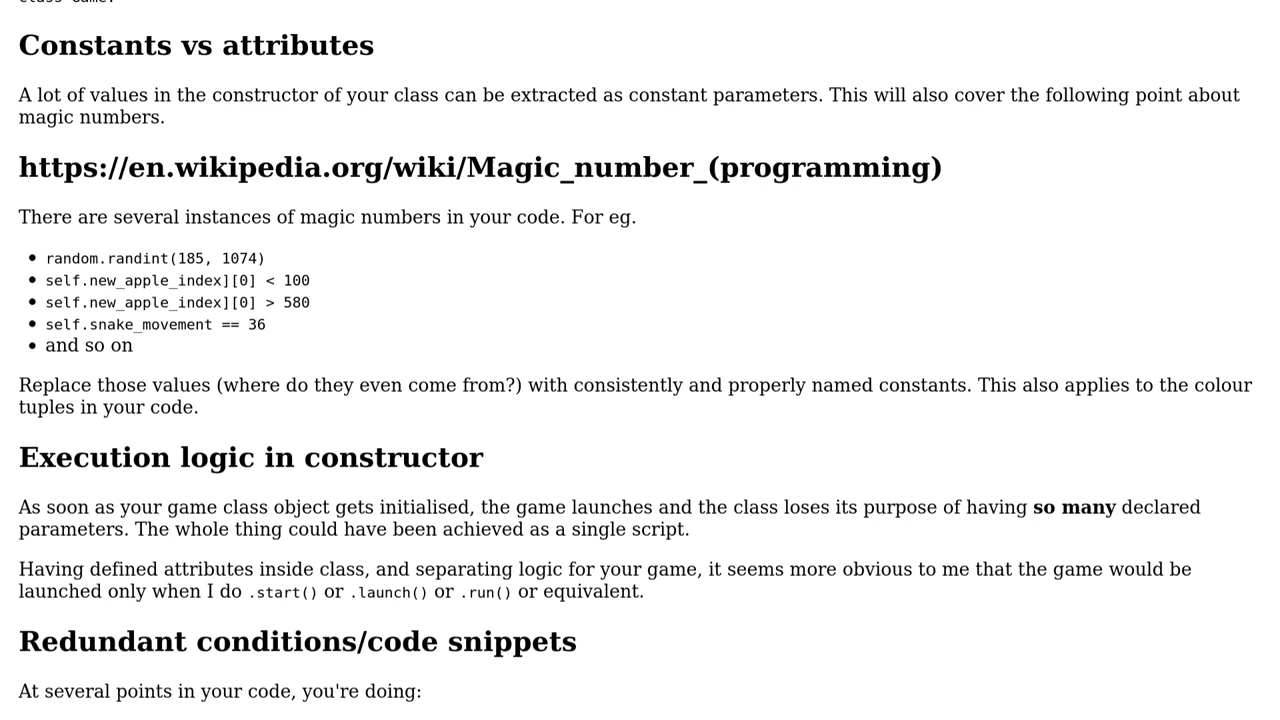 Constants vs attributes
A lot of values in the constructor of your class can be extracted as constant parameters. This will also cover the following point about
magic numbers.
https://en.wikipedia.org/wiki/Magic_number_(programming)
There are several instances of magic numbers in your code. For eg.
random.randint(185, 1074)
self.new_apple_index][0] < 100
self.new_apple_index][0] > 580
self.snake_movement == 36
and so on
Replace those values (where do they even come from?) with consistently and properly named constants. This also applies to the colour
tuples in your code.
Execution logic in constructor
As soon as your game class object gets initialised, the game launches and the class loses its purpose of having so many declared
parameters. The whole thing could have been achieved as a single script.
Having defined attributes inside class, and separating logic for your game, it seems more obvious to me that the game would be
launched only when I do .start() or .launch() or .run() or equivalent.
Redundant conditions/code snippets
At several points in your code, you're doing: